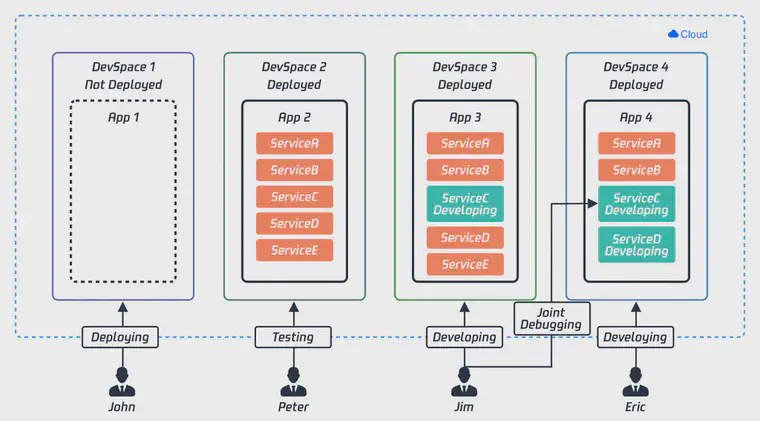 Cloud
DevSpace 1
Not Deployed
App 1
DevSpace 2
Deployed
App 2
ServiceA
ServiceB
ServiceC
ServiceD
ServiceE
DevSpace 3
Deployed
App 3
ServiceA
ServiceB
ServiceC
Developing
ServiceD
ServiceE
DevSpace 4
Deployed
App 4
ServiceA
ServiceB
ServiceC
Developing
ServiceD
Developing
Deploying
Testing
Developing
Joint
Debugging
Develoying
John
Peter
Jim
Eric